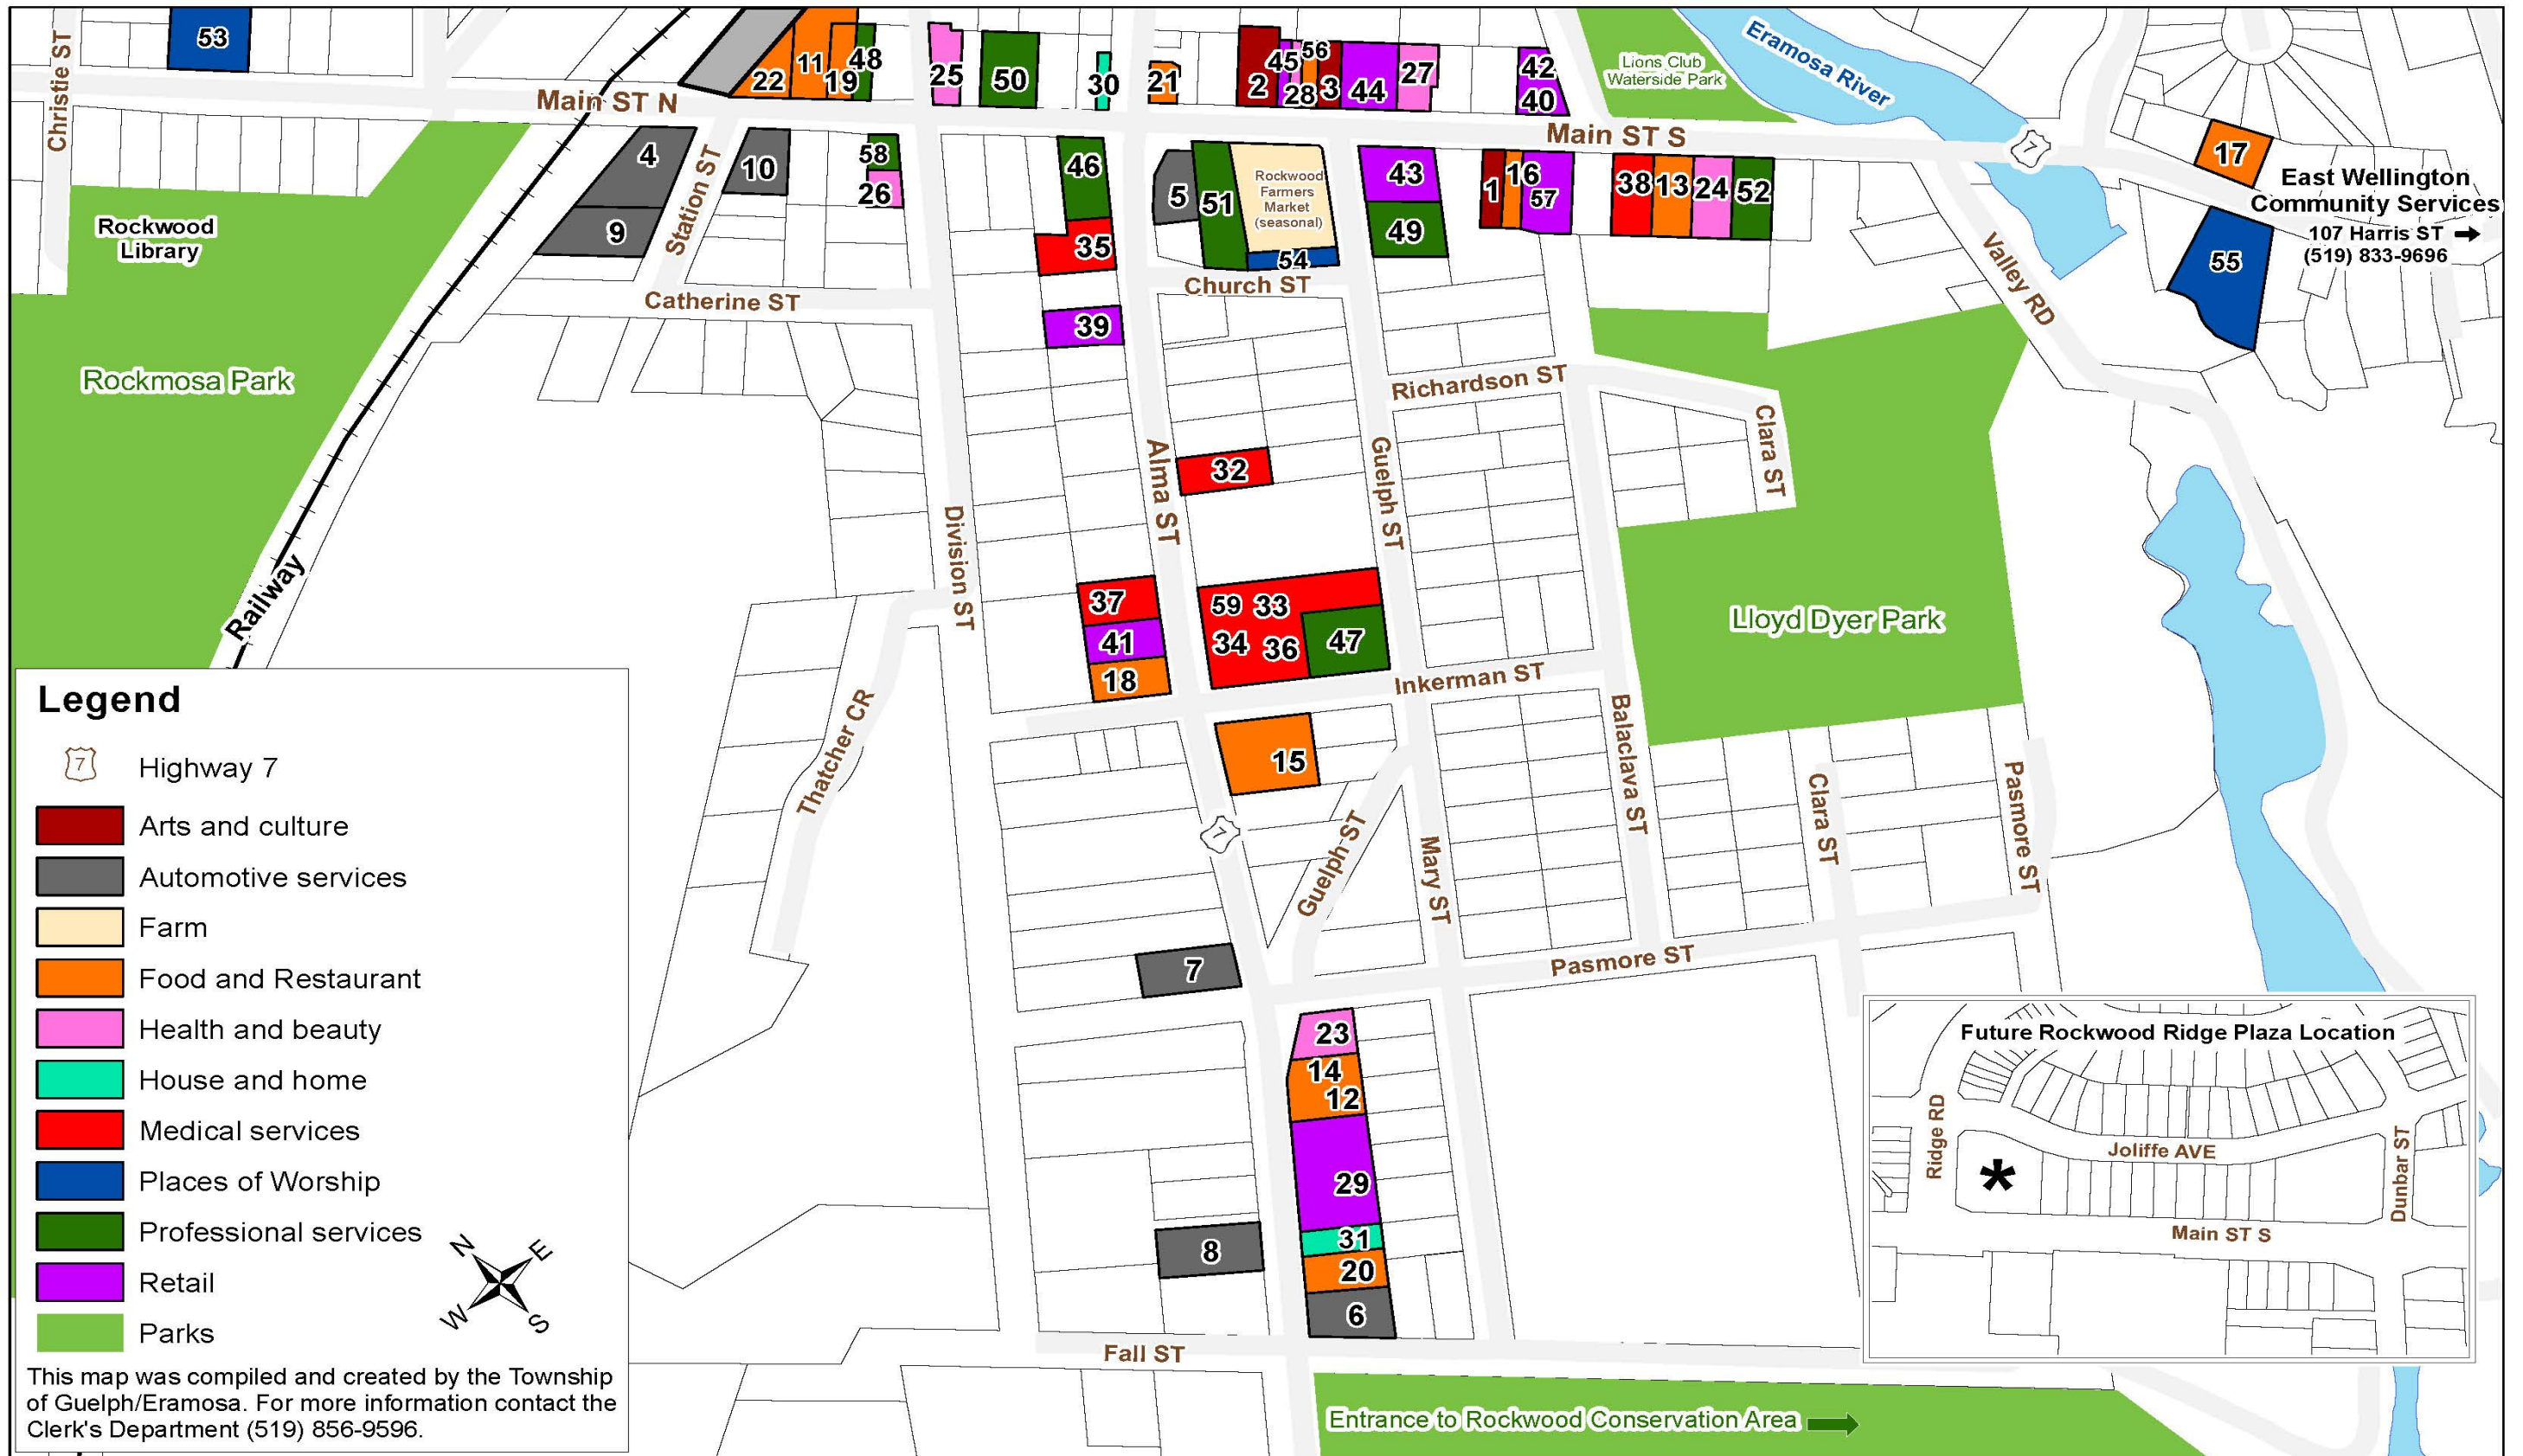 53
Christie ST
Main ST N
22
11
19
48
25
50
30
21
2
45
28
56
3
44
27
42
40
Lions Club
Waterside Park
Eramosa River
Main ST S
7
17
East Wellington
Community Services
107 Harris ST
(519) 833-9696
55
4
9
Station ST
10
58
26
46
35
39
5
51
Rockwood
Farmers
Market
(seasonal)
54
Church ST
43
49
1
16
57
38
13
24
52
Valley RD
Rockwood
Library
Catherine ST
Rockmosa Park
Richardson ST
Clara ST
Alma ST
Guelph ST
32
Division ST
Railway
37
41
18
59
33
34
36
47
Lloyd Dyer Park
Inkerman ST
Thatcher CR
15
Balaclava ST
7
Guelph ST
Mary ST
Clara ST
Pasmore ST
7
Pasmore ST
23
14
12
29
31
20
6
8
Fall ST
Entrance to Rockwood Conservation Area
Legend
7
Highway 7
Arts and culture
Automotive services
Farm
Food and Restaurant
Health and beauty
House and home
Medical services
Places of Worship
Professional services
Retail
Parks
N
E
W
S
This map was compiled and created by the Township
of Guelph/Eramosa. For more information contact the
Clerk's Department (519) 856-9596.
Future Rockwood Ridge Plaza Location
Ridge RD
Joliffe AVE
*
Dunbar ST
Main ST S